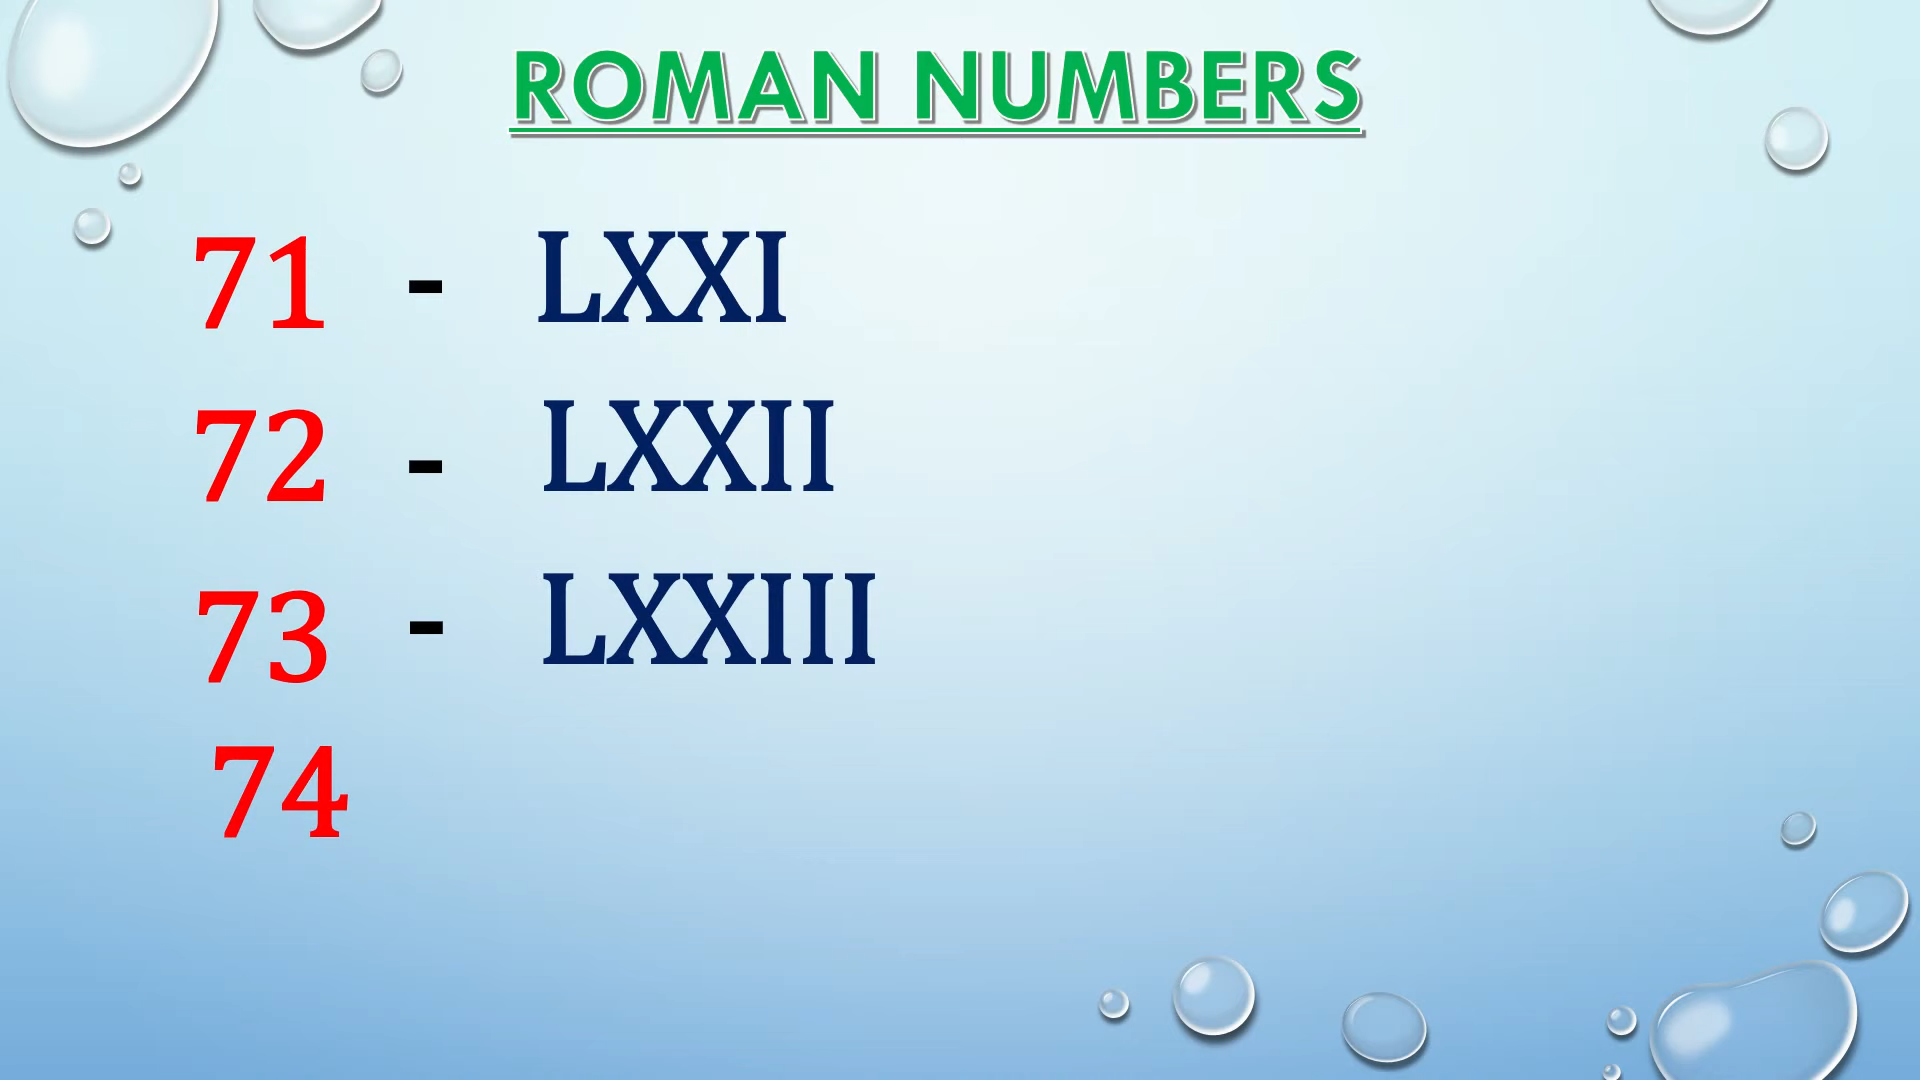 ROMAN NUMBERS
71 - LXXI
72 - LXXII
73 - LXXIII
74